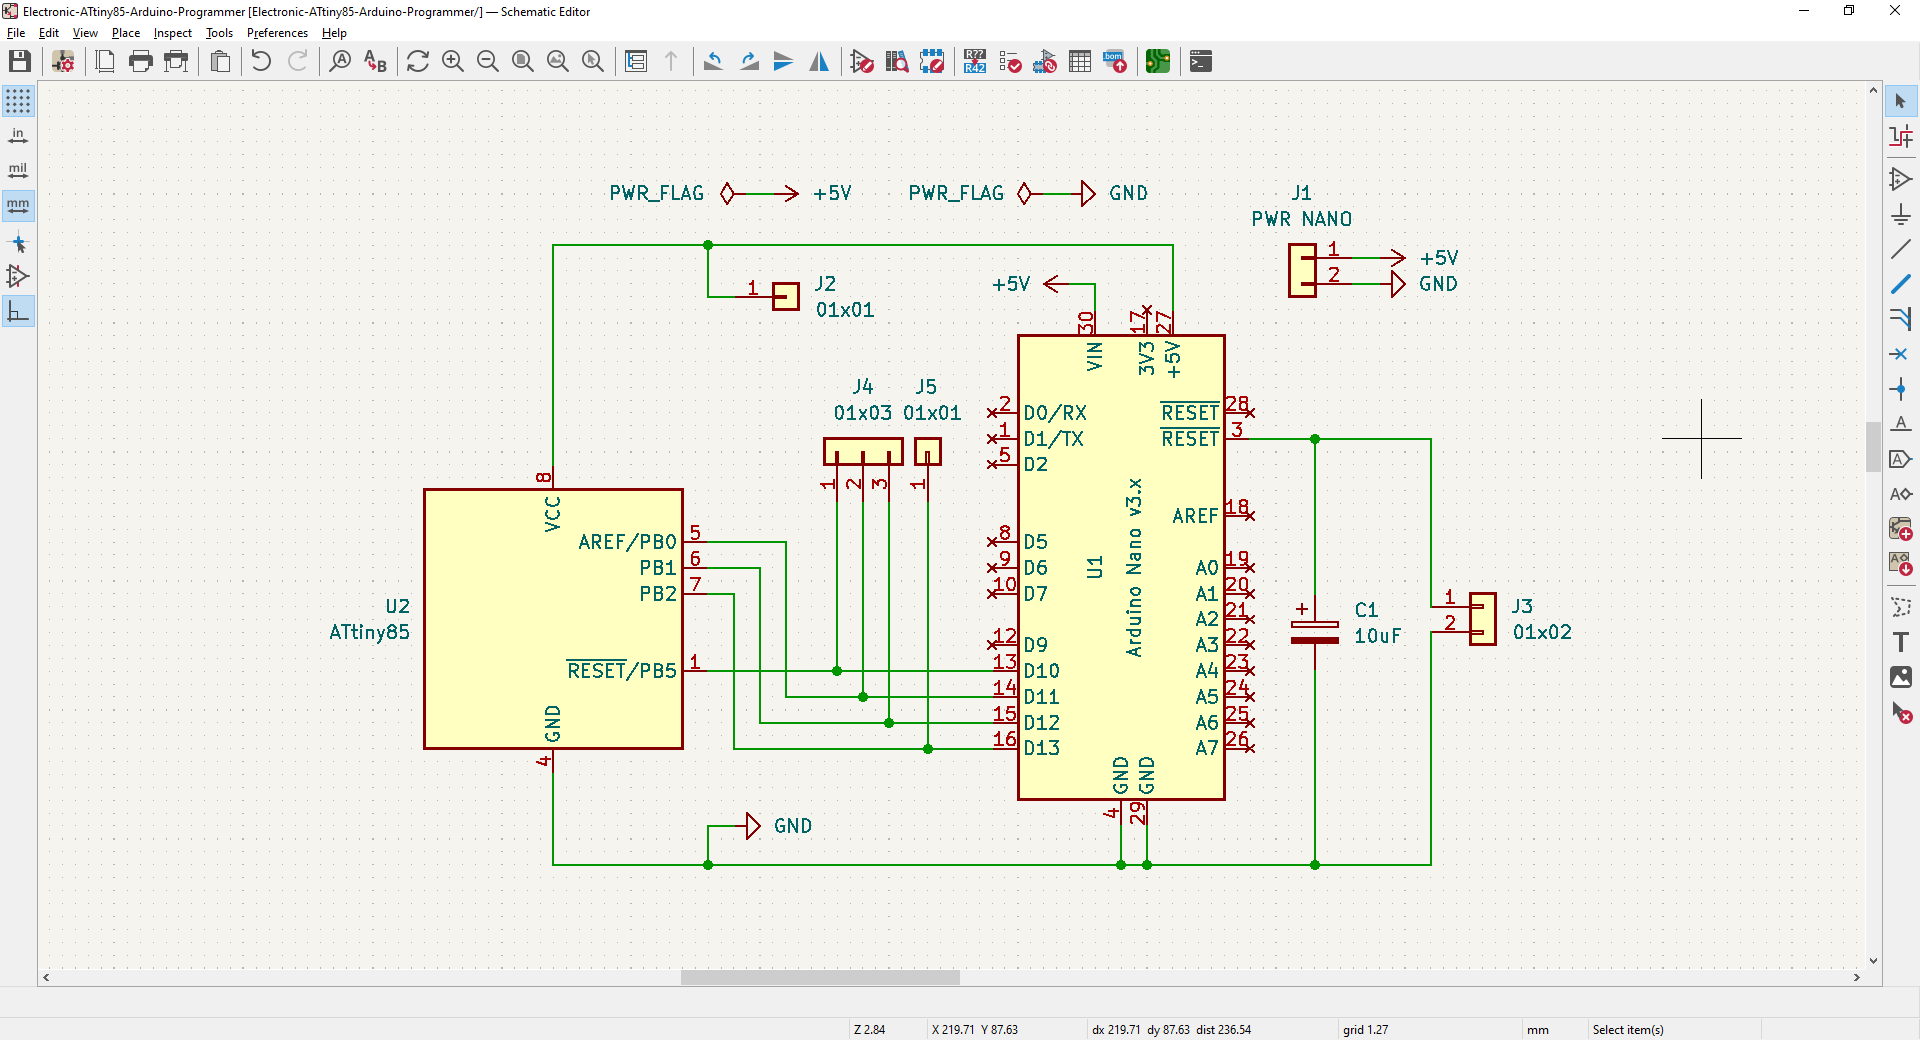 Electronic-ATtiny85-Arduino-Programmer [Electronic-ATtiny85-Arduino-Programmer/] — Schematic Editor
File Edit View Place Inspect Tools Preferences Help
R??
R42
bom
in
mil
mm
PWR_FLAG +5V PWR_FLAG GND
J1
PWR NANO
1 +5V
2 GND
1 J2
01x01
+5V
30 17 27
VIN 3V3 +5V
J4 J5
01x03 01x01
1 2 3 1
2 D0/RX RESET 28
1 D1/TX RESET 3
5 D2
8
VCC
AREF 18
AREF/PB0 5
PB1 6
PB2 7
8 D5
9 D6 A0 19
10 D7 A1 20
A2 21
12 D9 A3 22
13 D10 A4 23
14 D11 A5 24
15 D12 A6 25
16 D13 A7 26
U1
Arduino Nano v3.x
U2
ATtiny85
RESET/PB5 1
GND
4
GND GND
4 29
GND
+ C1
10uF
1 J3
2 01x02
Z 2.84 X 219.71 Y 87.63 dx 219.71 dy 87.63 dist 236.54 grid 1.27 mm Select item(s)